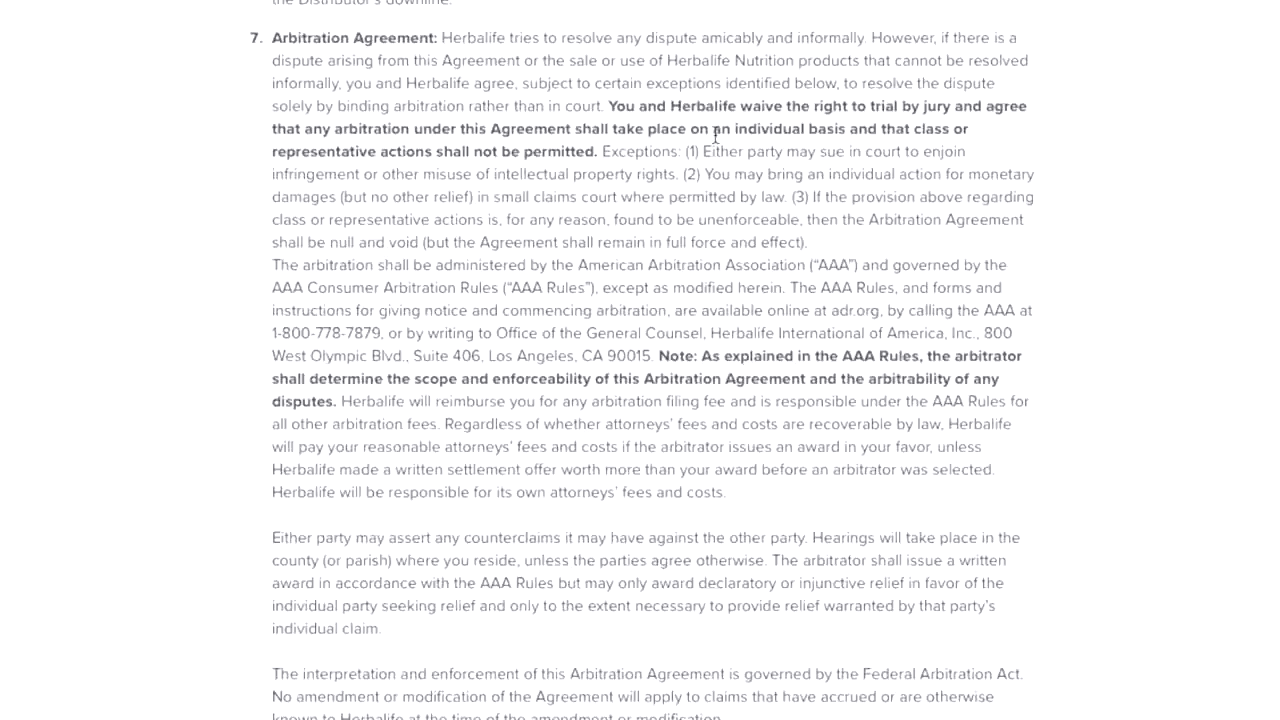 the Distributor's downline.
7. Arbitration Agreement: Herbalife tries to resolve any dispute amicably and informally. However, if there is a
dispute arising from this Agreement or the sale or use of Herbalife Nutrition products that cannot be resolved
informally, you and Herbalife agree, subject to certain exceptions identified below, to resolve the dispute
solely by binding arbitration rather than in court. You and Herbalife waive the right to trial by jury and agree
that any arbitration under this Agreement shall take place on an individual basis and that class or
representative actions shall not be permitted. Exceptions: (1) Either party may sue in court to enjoin
infringement or other misuse of intellectual property rights. (2) You may bring an individual action for monetary
damages (but no other relief) in small claims court where permitted by law. (3) If the provision above regarding
class or representative actions is, for any reason, found to be unenforceable, then the Arbitration Agreement
shall be null and void (but the Agreement shall remain in full force and effect).
The arbitration shall be administered by the American Arbitration Association (“AAA”) and governed by the
AAA Consumer Arbitration Rules (“AAA Rules”), except as modified herein. The AAA Rules, and forms and
instructions for giving notice and commencing arbitration, are available online at adr.org, by calling the AAA at
1-800-778-7879, or by writing to Office of the General Counsel, Herbalife International of America, Inc., 800
West Olympic Blvd., Suite 406, Los Angeles, CA 90015. Note: As explained in the AAA Rules, the arbitrator
shall determine the scope and enforceability of this Arbitration Agreement and the arbitrability of any
disputes. Herbalife will reimburse you for any arbitration filing fee and is responsible under the AAA Rules for
all other arbitration fees. Regardless of whether attorneys’ fees and costs are recoverable by law, Herbalife
will pay your reasonable attorneys’ fees and costs if the arbitrator issues an award in your favor, unless
Herbalife made a written settlement offer worth more than your award before an arbitrator was selected.
Herbalife will be responsible for its own attorneys’ fees and costs.
Either party may assert any counterclaims it may have against the other party. Hearings will take place in the
county (or parish) where you reside, unless the parties agree otherwise. The arbitrator shall issue a written
award in accordance with the AAA Rules but may only award declaratory or injunctive relief in favor of the
individual party seeking relief and only to the extent necessary to provide relief warranted by that party’s
individual claim.
The interpretation and enforcement of this Arbitration Agreement is governed by the Federal Arbitration Act.
No amendment or modification of the Agreement will apply to claims that have accrued or are otherwise
known to Herbalife at the time of the amendment or modification.